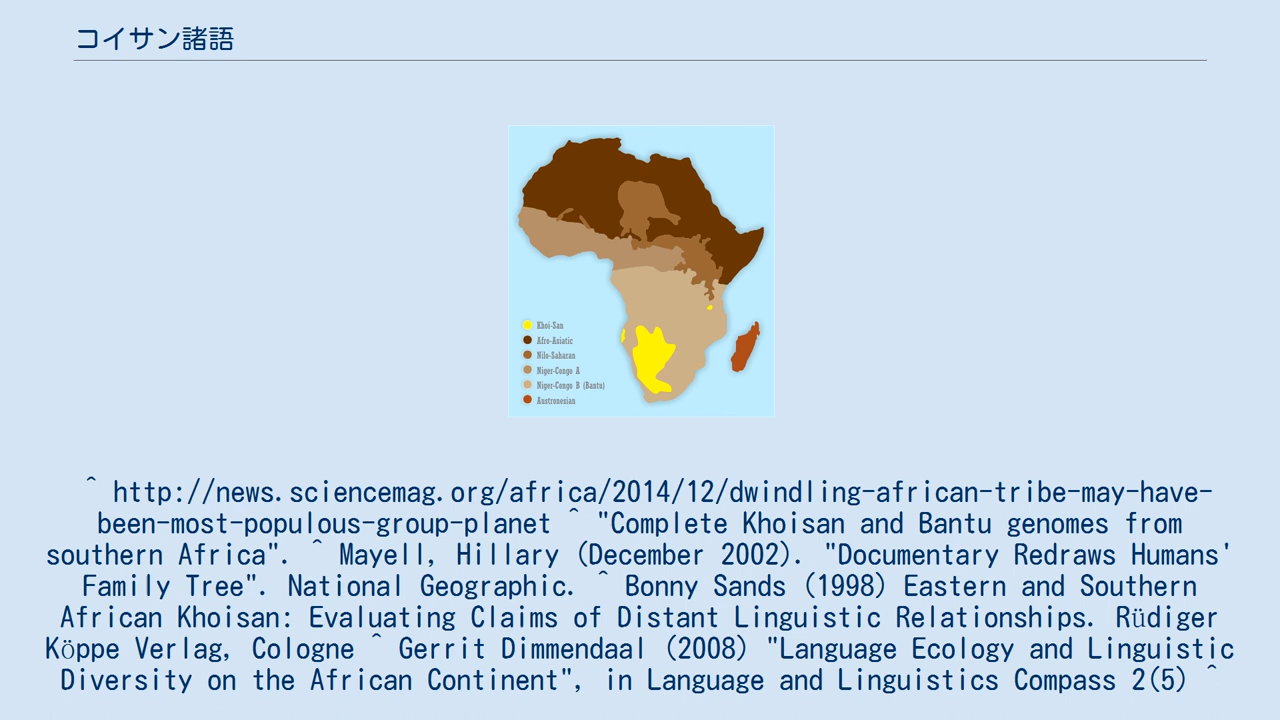 コイサン諸語
Khoi-San
Afro-Asiatic
Nilo-Saharan
Niger-Congo A
Niger-Congo B (Bantu)
Austronesian
^ http://news.sciencemag.org/africa/2014/12/dwindling-african-tribe-may-have-
been-most-populous-group-planet ^ "Complete Khoisan and Bantu genomes from
southern Africa". ^ Mayell, Hillary (December 2002). "Documentary Redraws Humans'
Family Tree". National Geographic. ^ Bonny Sands (1998) Eastern and Southern
African Khoisan: Evaluating Claims of Distant Linguistic Relationships. Rüdiger
Köppe Verlag, Cologne ^ Gerrit Dimmendaal (2008) "Language Ecology and Linguistic
Diversity on the African Continent", in Language and Linguistics Compass 2(5) ^